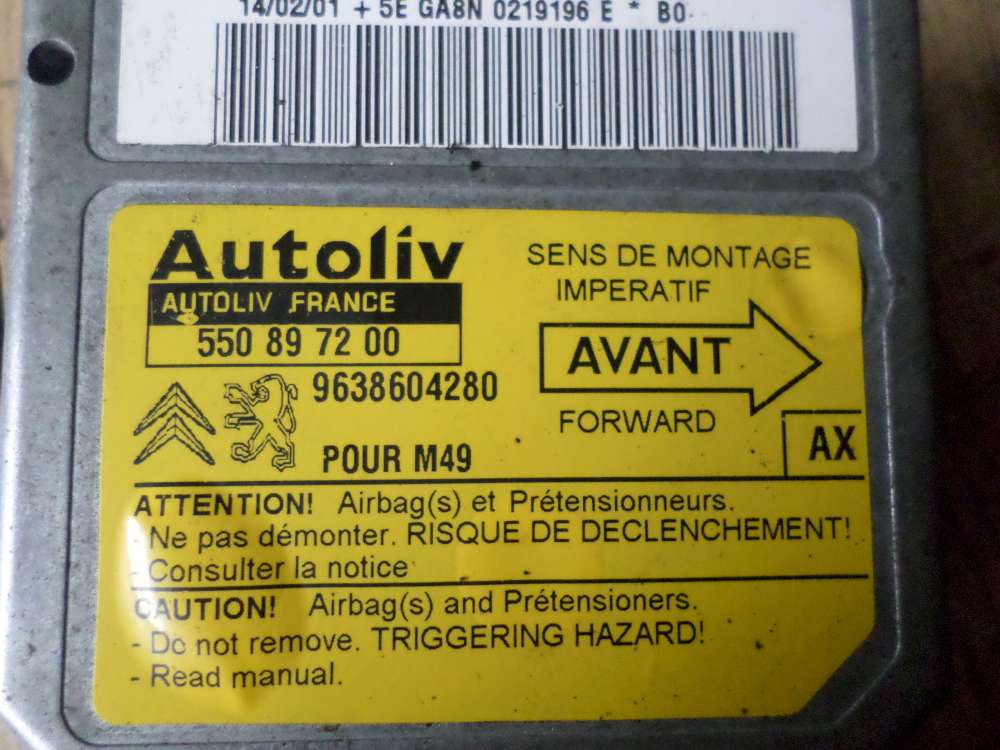 14/02/01 + 5E GA8N 0219196 E * B0
Autoliv
AUTOLIV FRANCE
550 89 72 00
9638604280
POUR M49
SENS DE MONTAGE
IMPERATIF
AVANT
FORWARD
AX
ATTENTION! Airbag(s) et Prétensionneurs.
- Ne pas démonter. RISQUE DE DECLENCHEMENT!
- Consulter la notice
CAUTION! Airbag(s) and Prétensioners.
- Do not remove. TRIGGERING HAZARD!
- Read manual.